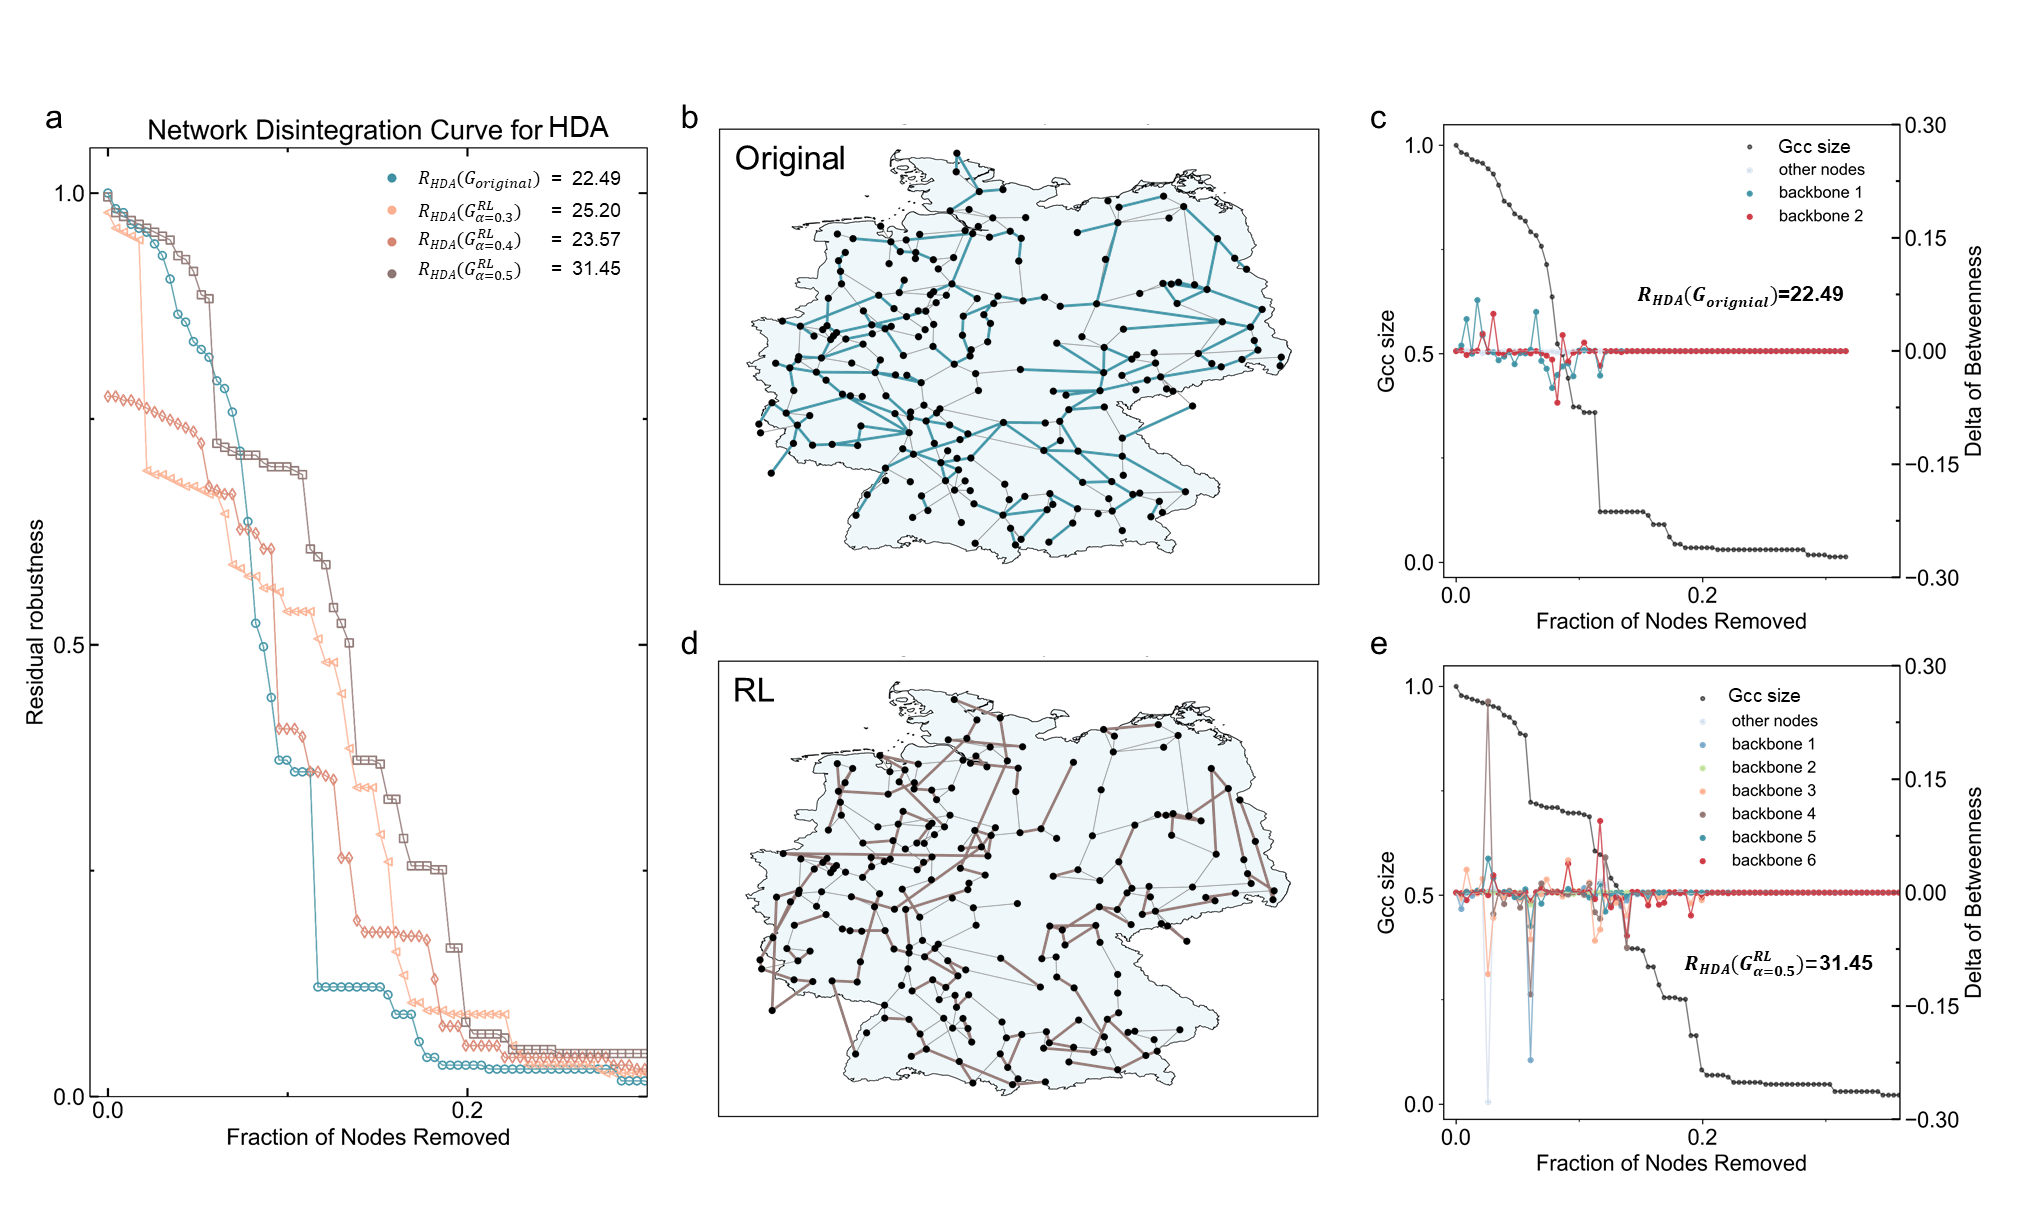 a
Network Disintegration Curve for HDA
R_HDA(G_original) = 22.49
R_HDA(G^RL_α=0.3) = 25.20
R_HDA(G^RL_α=0.4) = 23.57
R_HDA(G^RL_α=0.5) = 31.45
1.0
0.5
0.0
Residual robustness
0.0
0.2
Fraction of Nodes Removed
b
Original
c
Gcc size
other nodes
backbone 1
backbone 2
R_HDA(G_orignial)=22.49
1.0
0.5
0.0
Gcc size
0.30
0.15
0.00
−0.15
−0.30
Delta of Betweenness
0.0
0.2
Fraction of Nodes Removed
d
RL
e
Gcc size
other nodes
backbone 1
backbone 2
backbone 3
backbone 4
backbone 5
backbone 6
R_HDA(G^RL_α=0.5)=31.45
1.0
0.5
0.0
Gcc size
0.30
0.15
0.00
−0.15
−0.30
Delta of Betweenness
0.0
0.2
Fraction of Nodes Removed